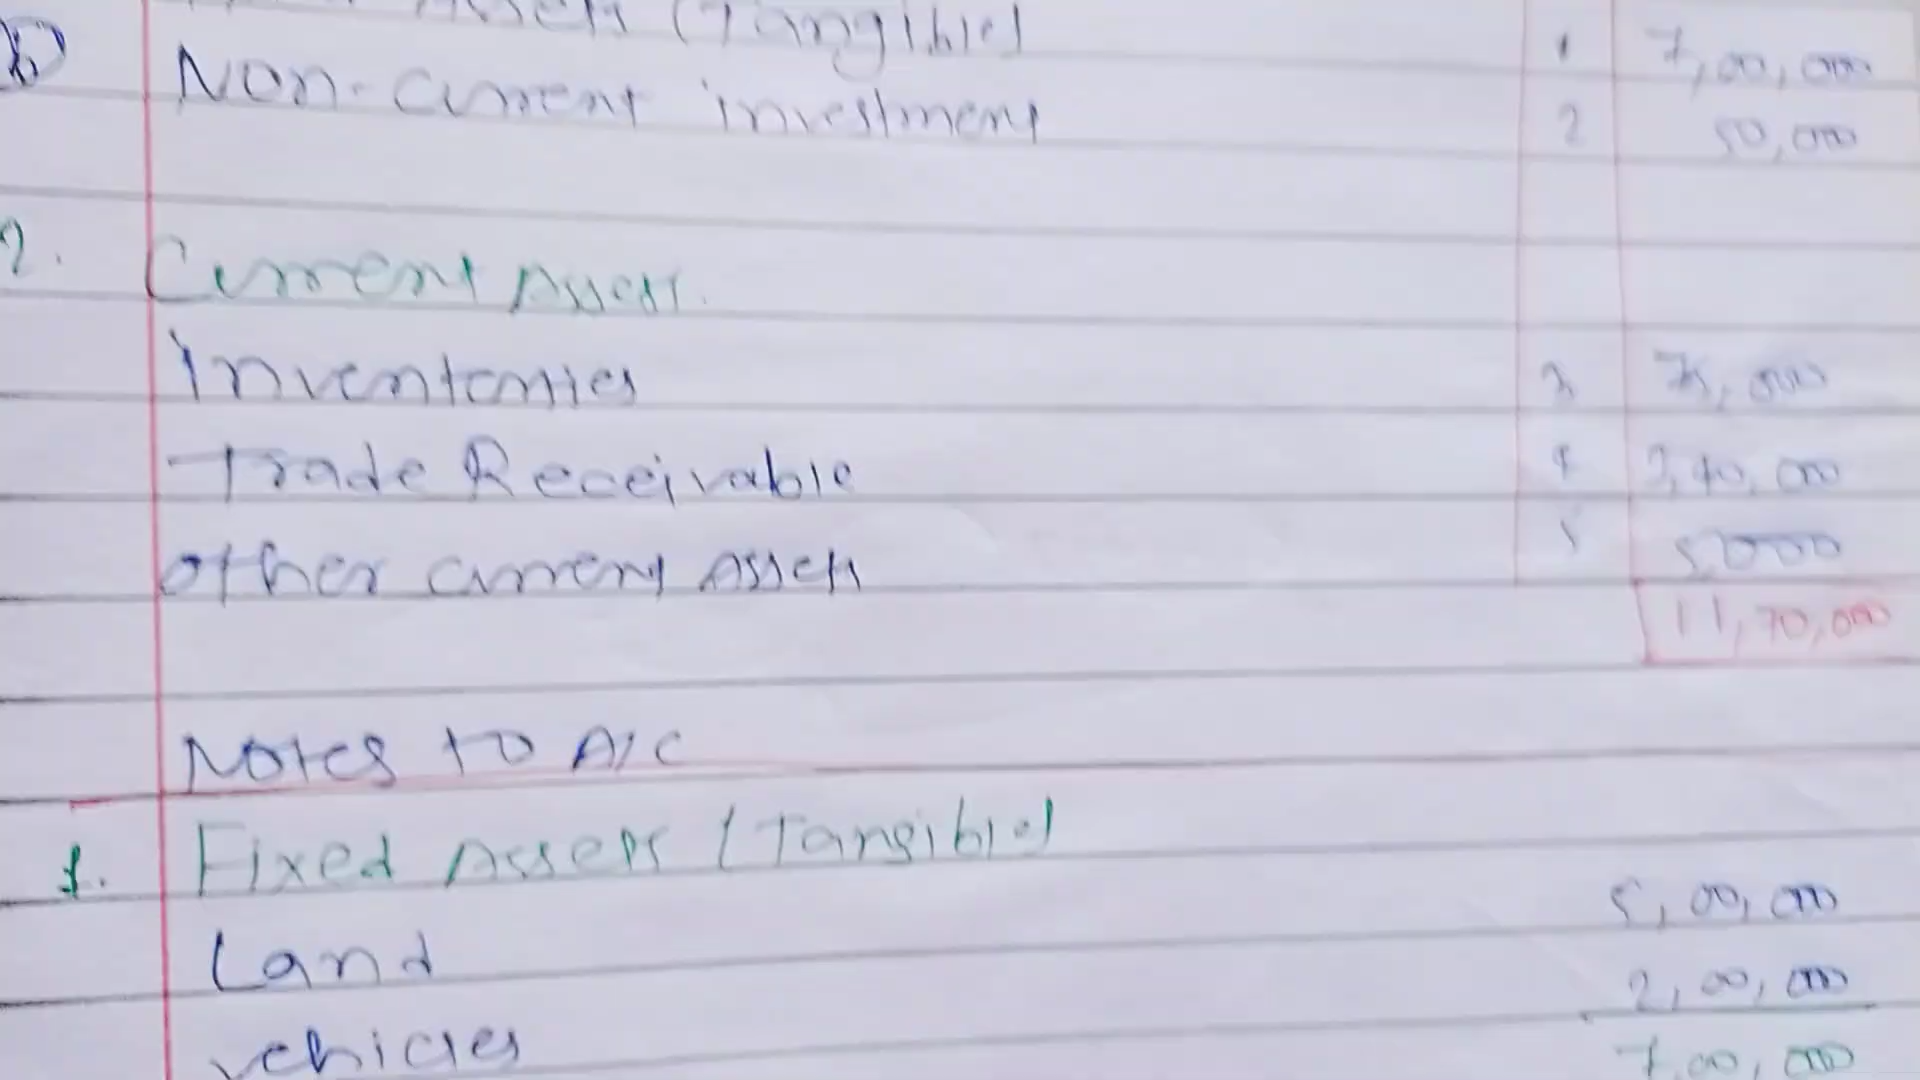 Assets (Tangible) 1 7,00,000
b) Non-current investment 2 50,000
2. Current Assets.
Inventories 3 75,000
Trade Receivable 4 3,40,000
other current Assets 5 5,000
11,70,000
Notes to A/C
1. Fixed Assets (Tangible)
Land 5,00,000
vehicles 2,00,000
7,00,000